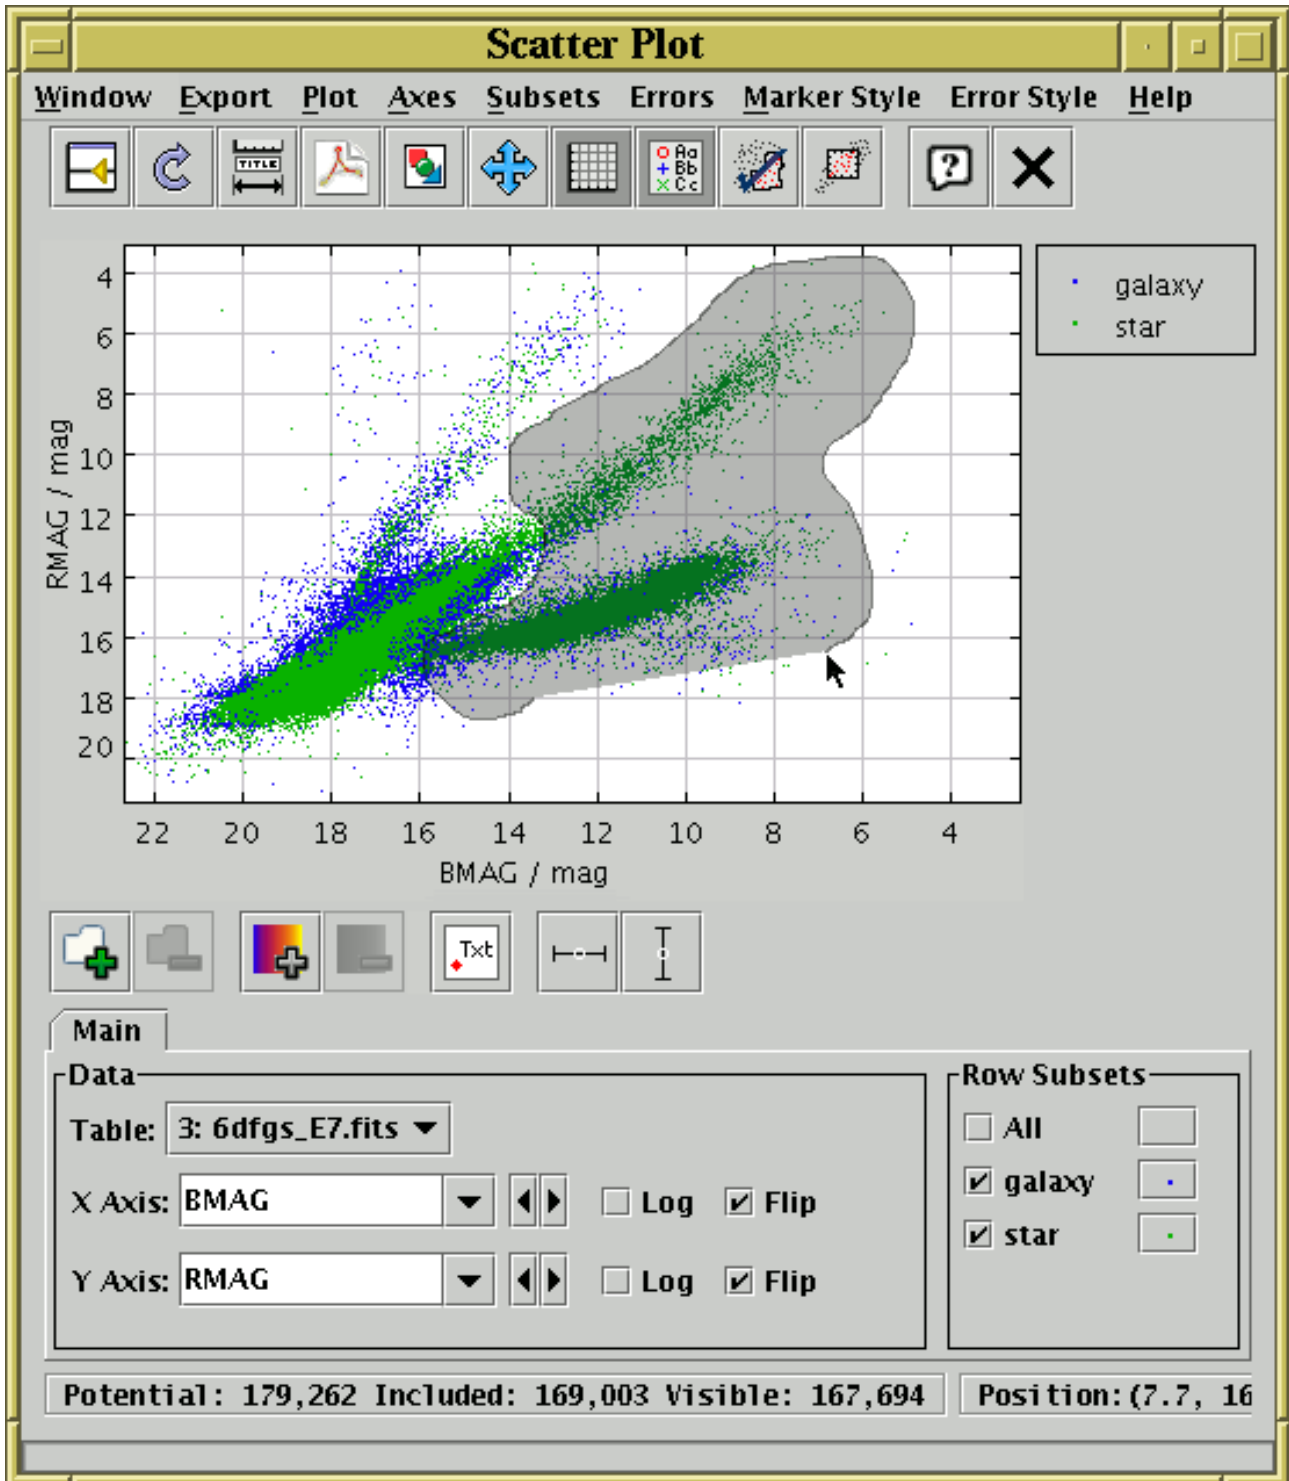 Scatter Plot
Window Export Plot Axes Subsets Errors Marker Style Error Style Help
TITLE
Aa
Bb
Cc
?
galaxy
star
4
6
8
10
12
14
16
18
20
RMAG / mag
22 20 18 16 14 12 10 8 6 4
BMAG / mag
Txt
Main
Data
Table: 3: 6dfgs_E7.fits
X Axis: BMAG Log Flip
Y Axis: RMAG Log Flip
Row Subsets
All
galaxy
star
Potential: 179,262 Included: 169,003 Visible: 167,694
Position: (7.7, 16